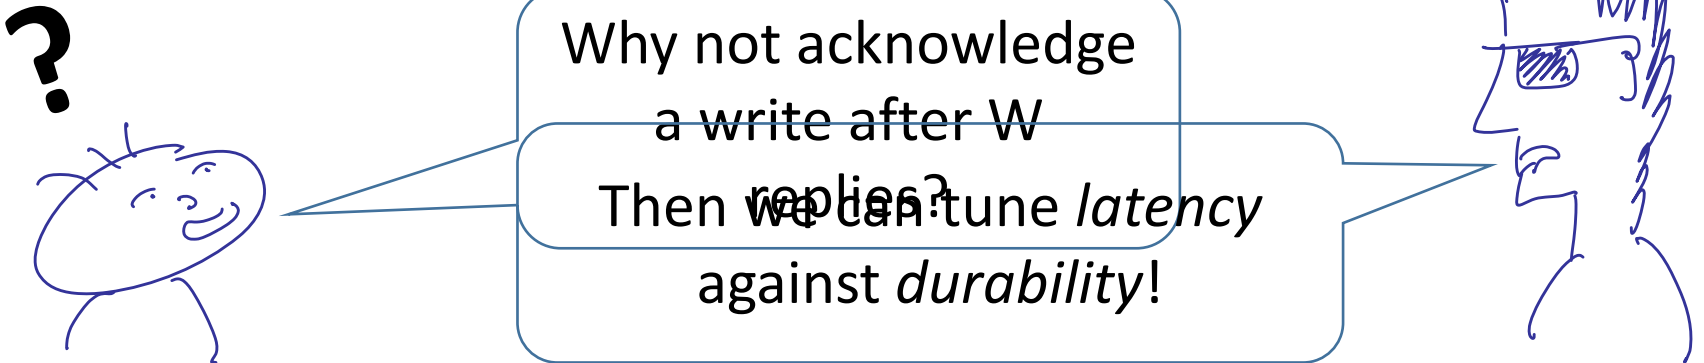 ?
Why not acknowledge
a write after W
replies?
Then we can tune latency
against durability!